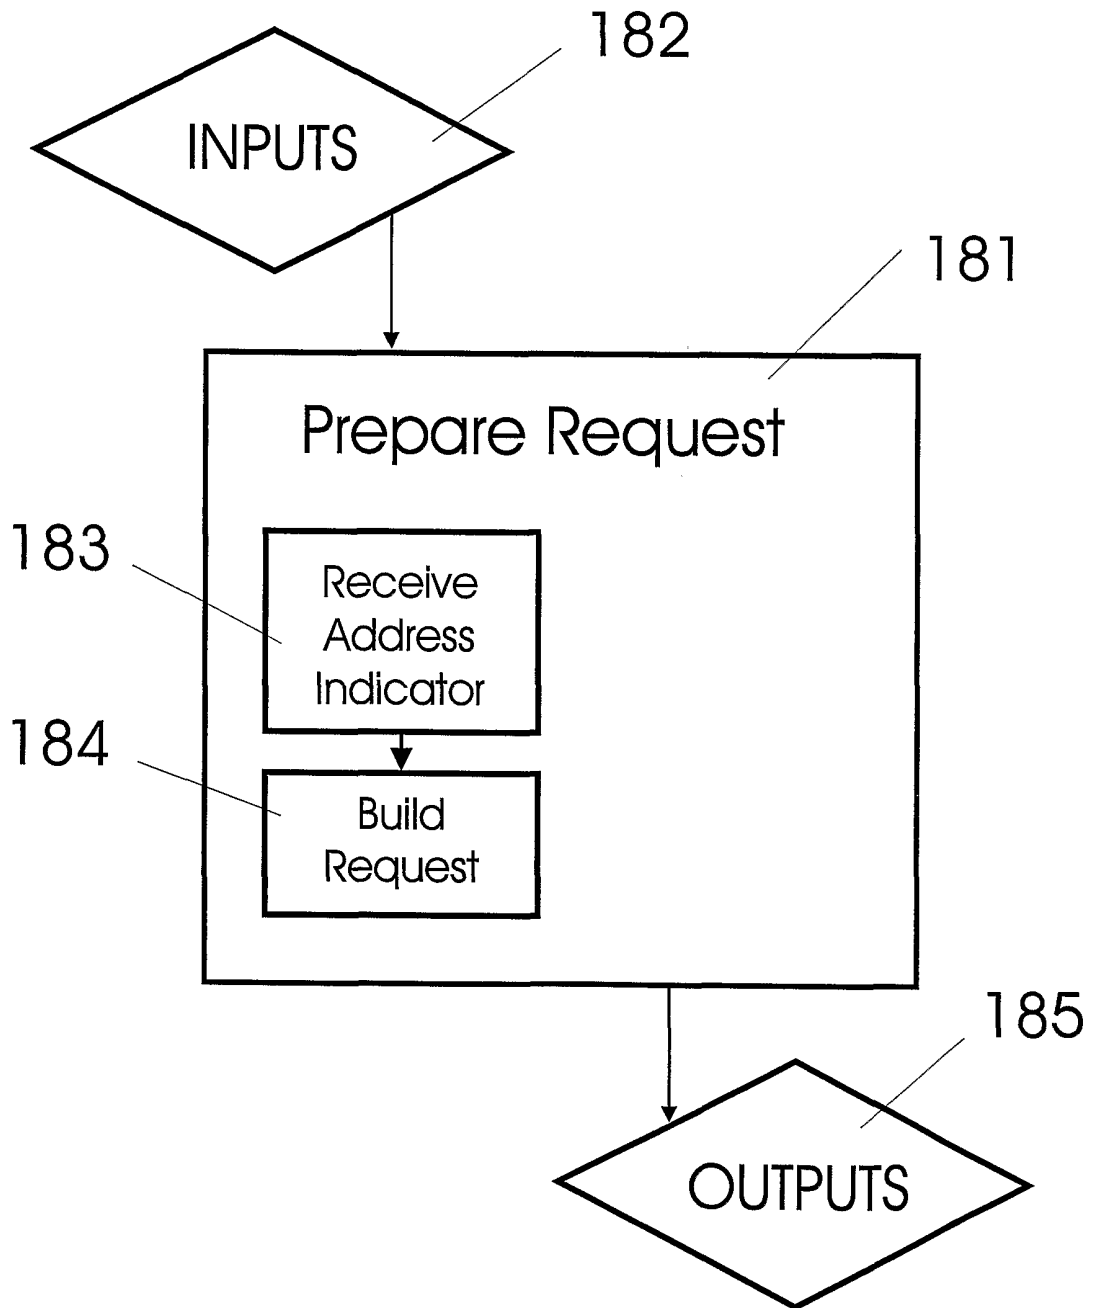 182
INPUTS
181
Prepare Request
183
Receive
Address
Indicator
184
Build
Request
185
OUTPUTS